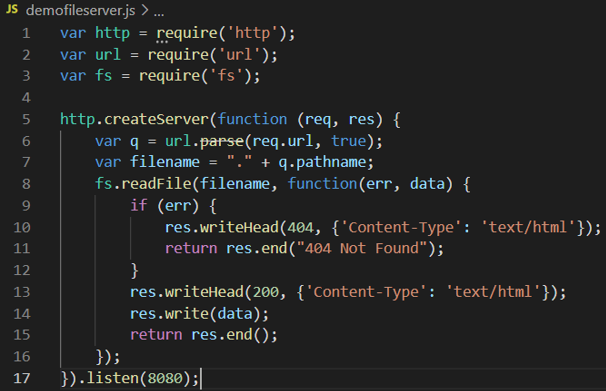 JS demofileserver.js > ...
1 var http = require('http');
2 var url = require('url');
3 var fs = require('fs');
4
5 http.createServer(function (req, res) {
6     var q = url.parse(req.url, true);
7     var filename = "." + q.pathname;
8     fs.readFile(filename, function(err, data) {
9         if (err) {
10             res.writeHead(404, {'Content-Type': 'text/html'});
11             return res.end("404 Not Found");
12         }
13         res.writeHead(200, {'Content-Type': 'text/html'});
14         res.write(data);
15         return res.end();
16     });
17 }).listen(8080);